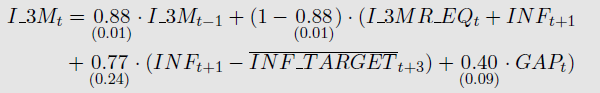 I_3M_t = 0.88 · I_3M_{t−1} + (1 − 0.88) · (I_3MR_EQ_t + INF_{t+1}
(0.01) (0.01)
+ 0.77 · (INF_{t+1} − \overline{INF_TARGET}_{t+3}) + 0.40 · GAP_t)
(0.24) (0.09)